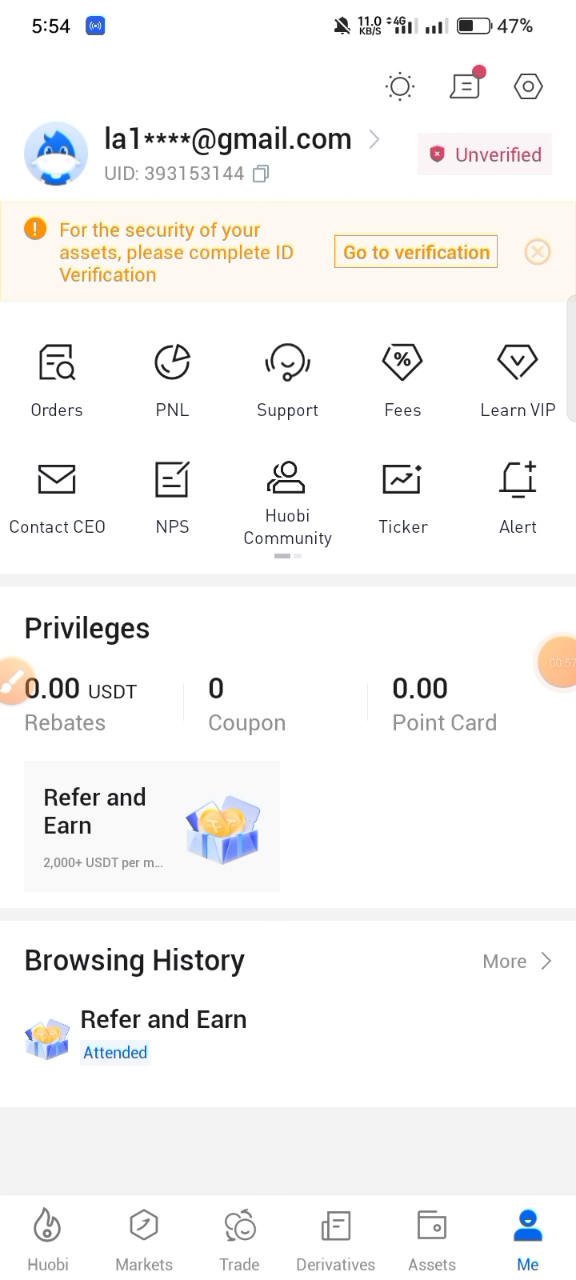 5:54
11.0 KB/S
4G
47%
la1****@gmail.com
UID: 393153144
Unverified
For the security of your
assets, please complete ID
Verification
Go to verification
Orders
PNL
Support
Fees
Learn VIP
Contact CEO
NPS
Huobi
Community
Ticker
Alert
Privileges
0.00 USDT
0
0.00
00:57
Rebates
Coupon
Point Card
Refer and
Earn
2,000+ USDT per m...
Browsing History
More
Refer and Earn
Attended
Huobi
Markets
Trade
Derivatives
Assets
Me